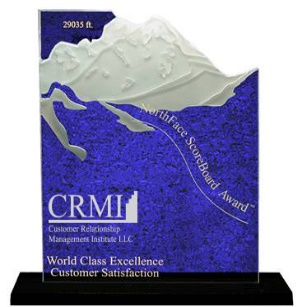 29035 ft.
NorthFace ScoreBoard Award™
CRMI
Customer Relationship
Management Institute LLC
World Class Excellence
Customer Satisfaction